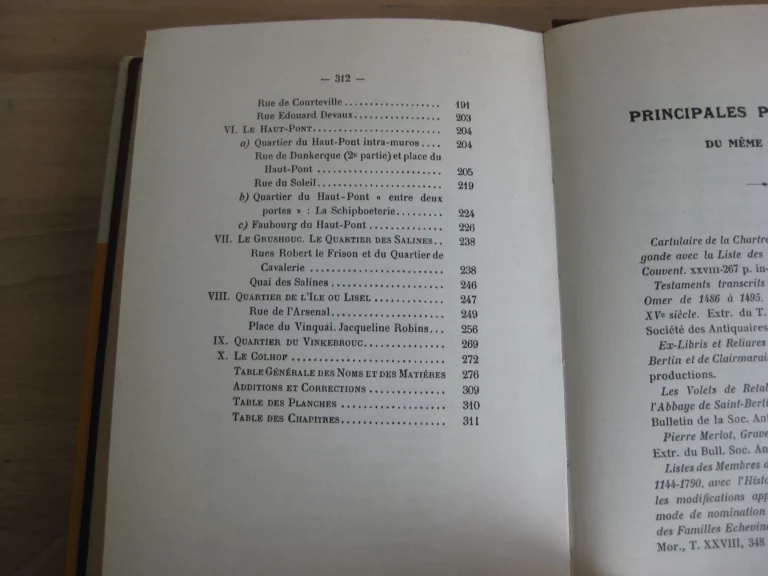 — 312 —
Rue de Courteville................... 191
Rue Edouard Devaux................. 203
VI. Le Haut-Pont......................... 204
a) Quartier du Haut-Pont intra-muros.... 204
Rue de Dunkerque (2e partie) et place du
Haut-Pont ......................... 205
Rue du Soleil......................... 219
b) Quartier du Haut-Pont « entre deux
portes » : La Schipboeterie......... 224
c) Faubourg du Haut-Pont............. 226
VII. Le Grushouc. Le Quartier des Salines.. 238
Rues Robert le Frison et du Quartier de
Cavalerie ......................... 238
Quai des Salines..................... 246
VIII. Quartier de l'Ile ou Lisel............ 247
Rue de l'Arsenal..................... 249
Place du Vinquai. Jacqueline Robins... 256
IX. Quartier du Vinkebroug.............. 269
X. Le Colhof............................ 272
Table Générale des Noms et des Matières 276
Additions et Corrections ............ 309
Table des Planches .................. 310
Table des Chapitres.................. 311
PRINCIPALES P
DU MÊME
Cartulaire de la Chartre
gonde avec la Liste des
Couvent. XXVIII-267 p. in-
Testaments transcrits
Omer de 1486 à 1495.
XVe siècle. Extr. du T.
Société des Antiquaires
Ex-Libris et Reliures
Bertin et de Clairmarais
productions.
Les Volets de Retab
l'Abbaye de Saint-Berti
Bulletin de la Soc. Ant
Pierre Merlot, Grave
Extr. du Bull. Soc. An
Listes des Membres d
1144-1790, avec l'Histo
les modifications app
mode de nomination
des Familles Echevin
Mor., T. XXVIII, 348